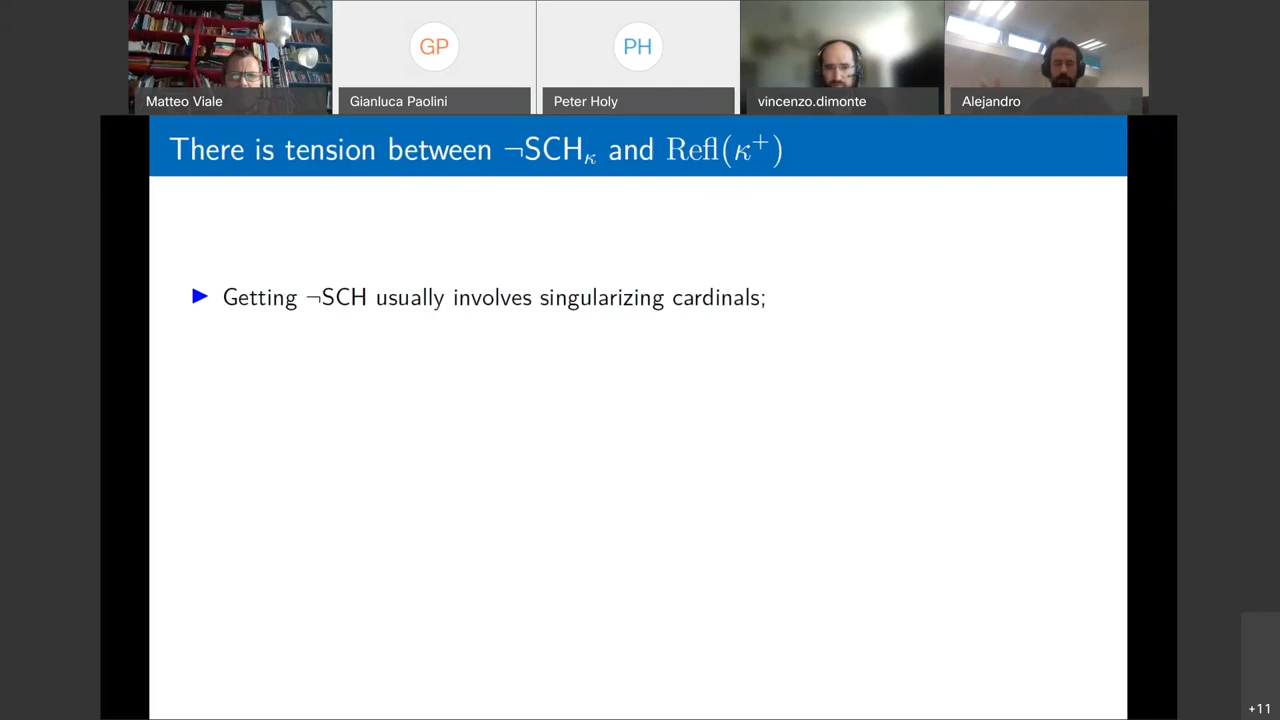 GP
PH
Matteo Viale
Gianluca Paolini
Peter Holy
vincenzo.dimonte
Alejandro
There is tension between ¬SCH_κ and Refl(κ⁺)
▶ Getting ¬SCH usually involves singularizing cardinals;
+11